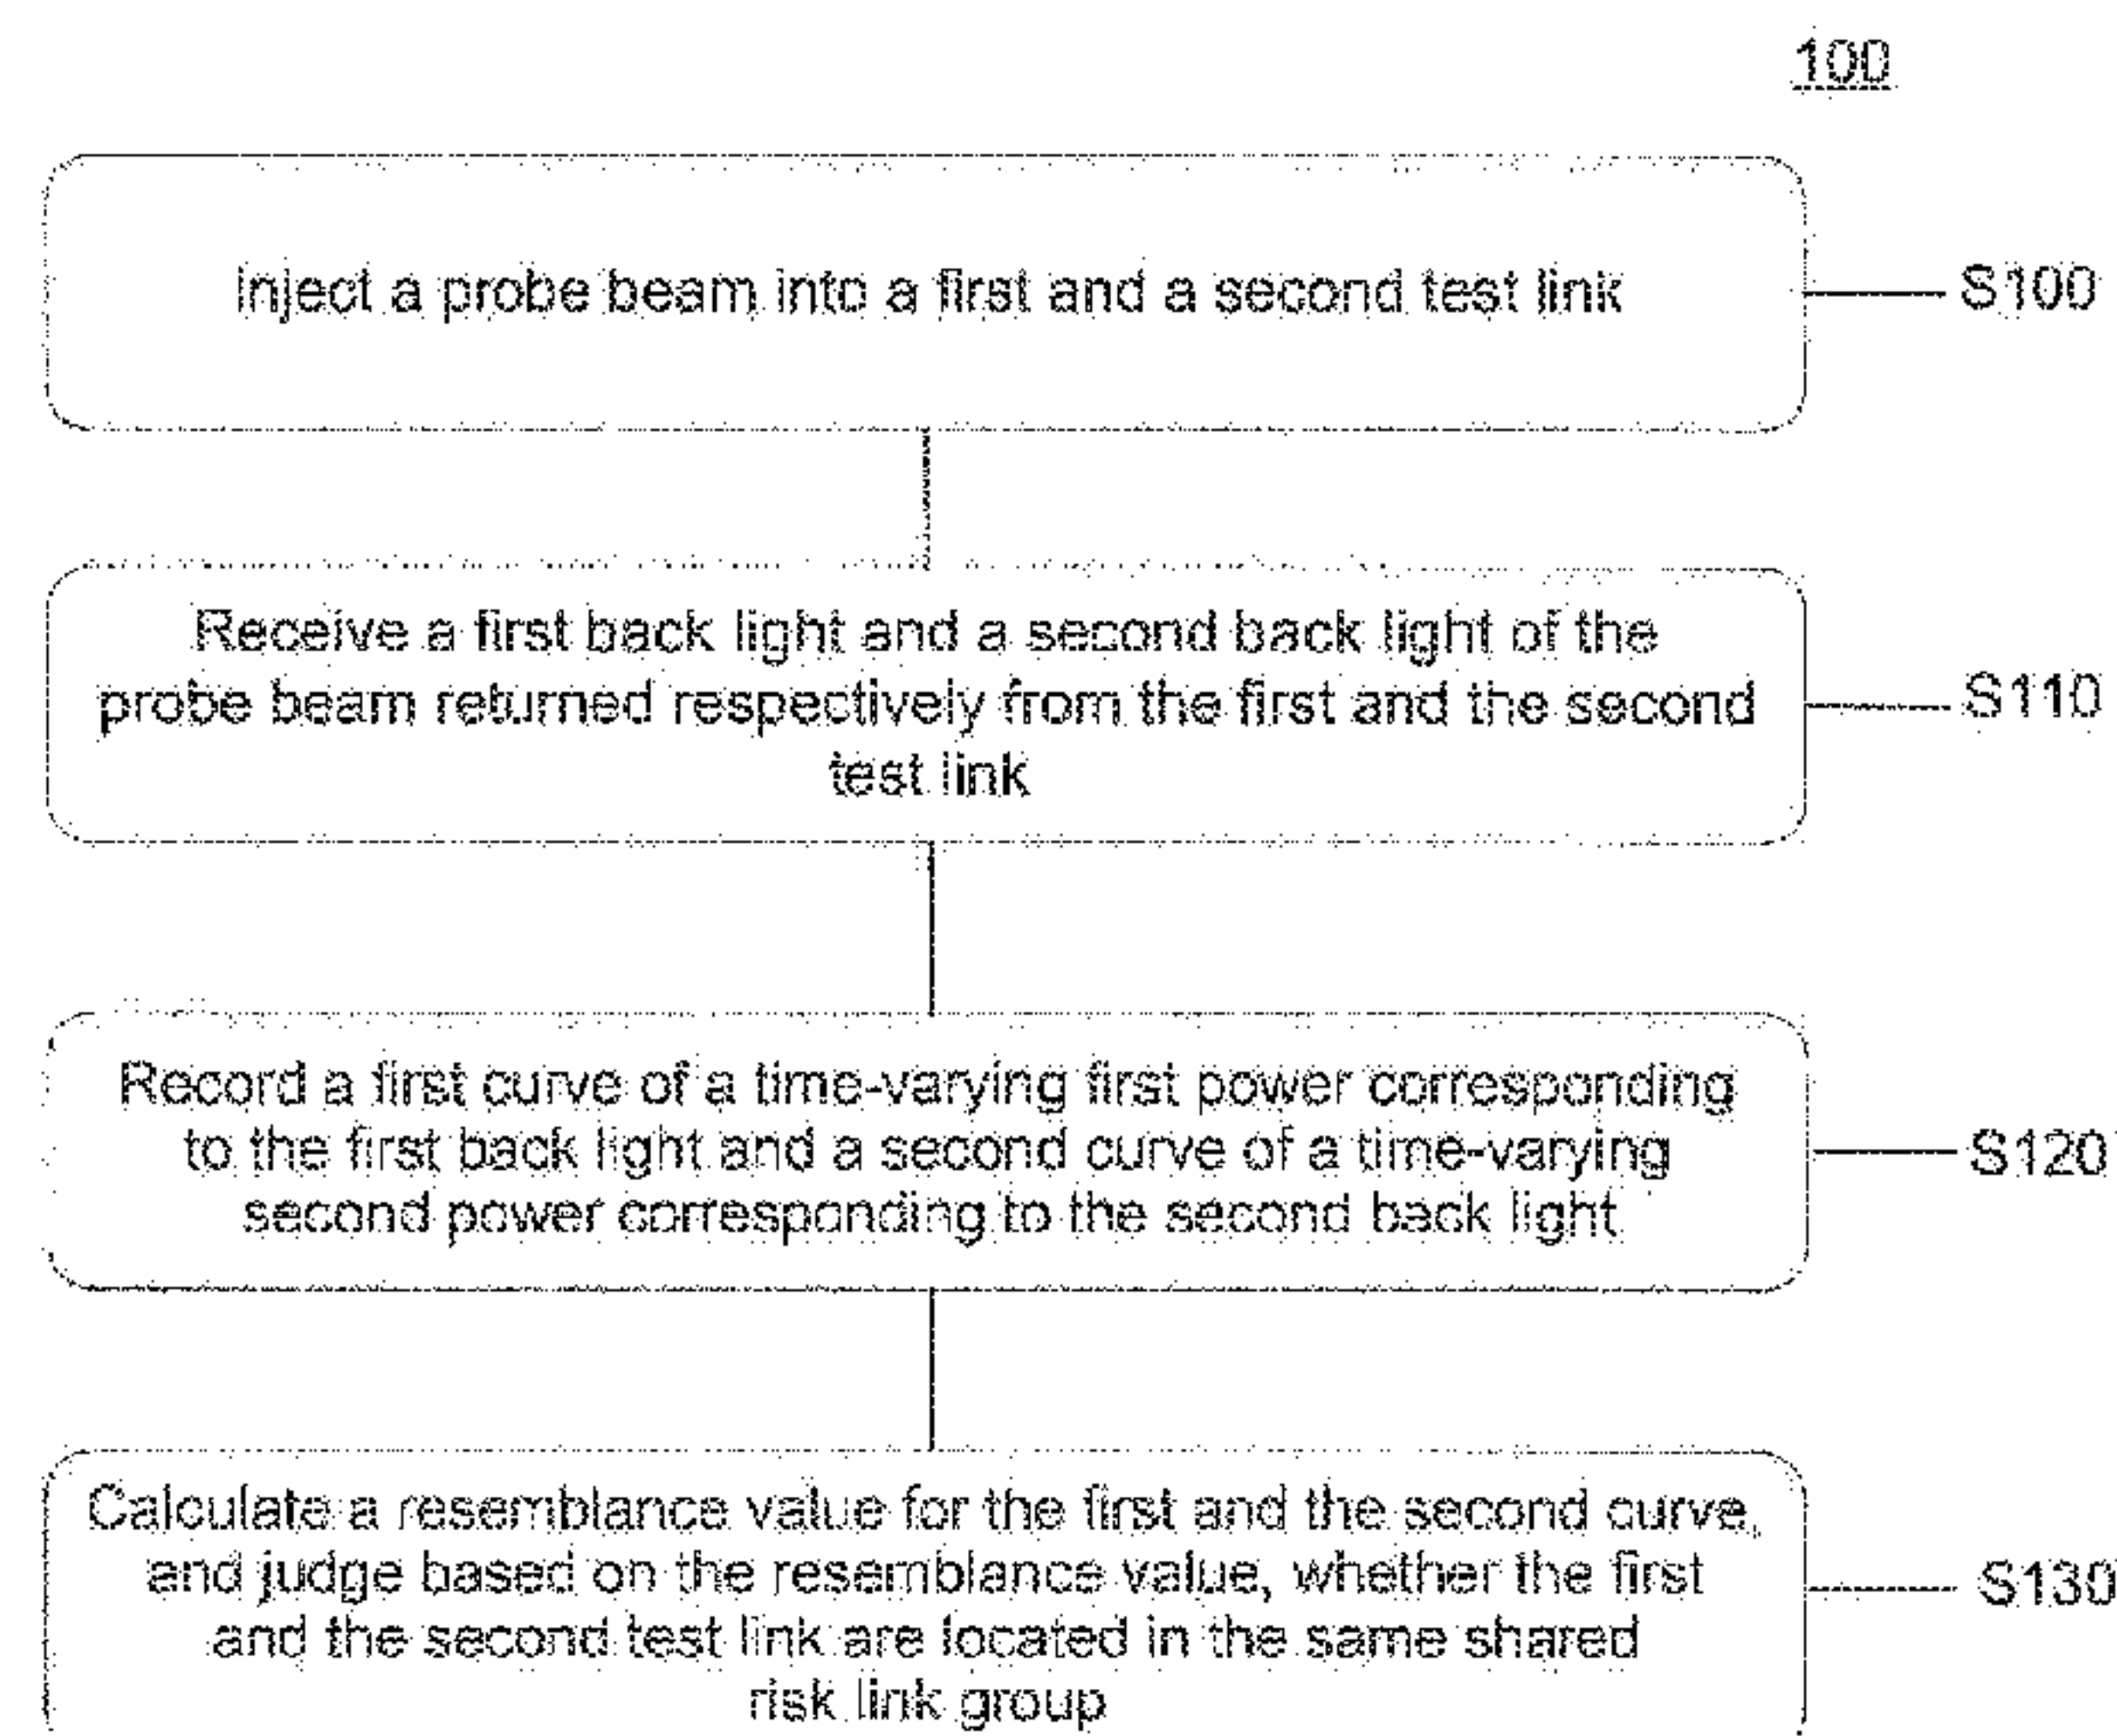 100
Inject a probe beam into a first and a second test link
S100
Receive a first back light and a second back light of the
probe beam returned respectively from the first and the second
test link
S110
Record a first curve of a time-varying first power corresponding
to the first back light and a second curve of a time-varying
second power corresponding to the second back light
S120
Calculate a resemblance value for the first and the second curve,
and judge based on the resemblance value, whether the first
and the second test link are located in the same shared
risk link group
S130